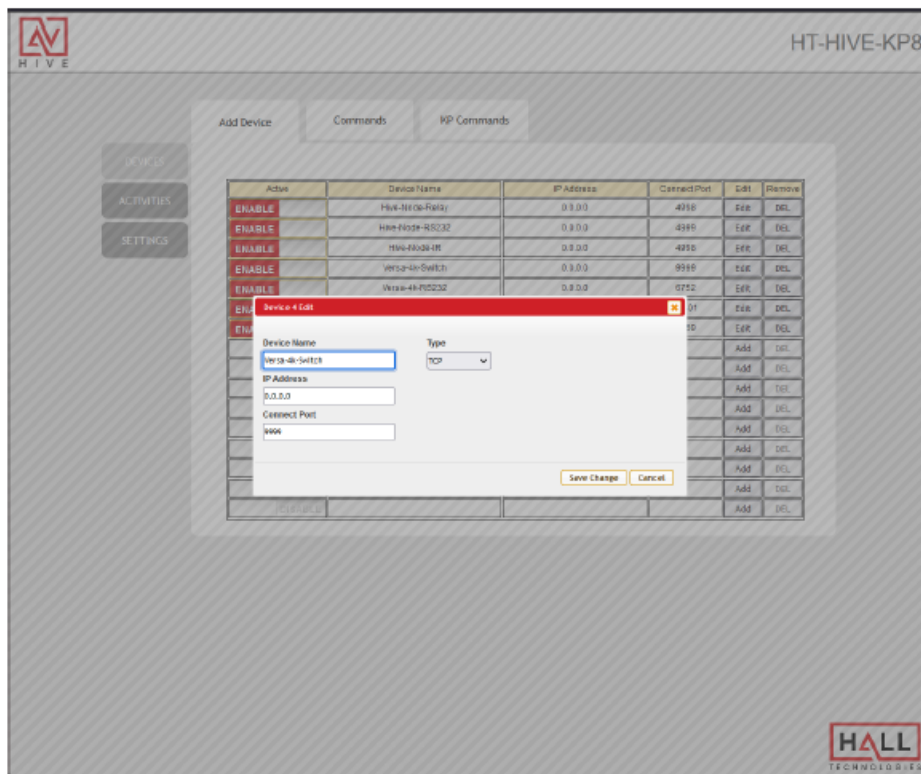 HIVE
HT-HIVE-KP8
Add Device Commands KP Commands
DEVICES
ACTIVITIES
SETTINGS
Active Device Name IP Address Connect Port Edit Remove
ENABLE Hive-Node-Relay 0.0.0.0 4998 Edit DEL
ENABLE Hive-Node-RS232 0.0.0.0 4999 Edit DEL
ENABLE Hive-Node-IR 0.0.0.0 4998 Edit DEL
ENABLE Versa-4k-Switch 0.0.0.0 9999 Edit DEL
ENABLE Versa-4k-RS232 0.0.0.0 6752 Edit DEL
Edit DEL
Edit DEL
Device 4 Edit
Device Name Type
Versa-4k-Switch TCP
IP Address
0.0.0.0
Connect Port
9999
Save Change Cancel
Add DEL
Add DEL
Add DEL
Add DEL
Add DEL
Add DEL
Add DEL
Add DEL
DISABLE Add DEL
HALL
TECHNOLOGIES